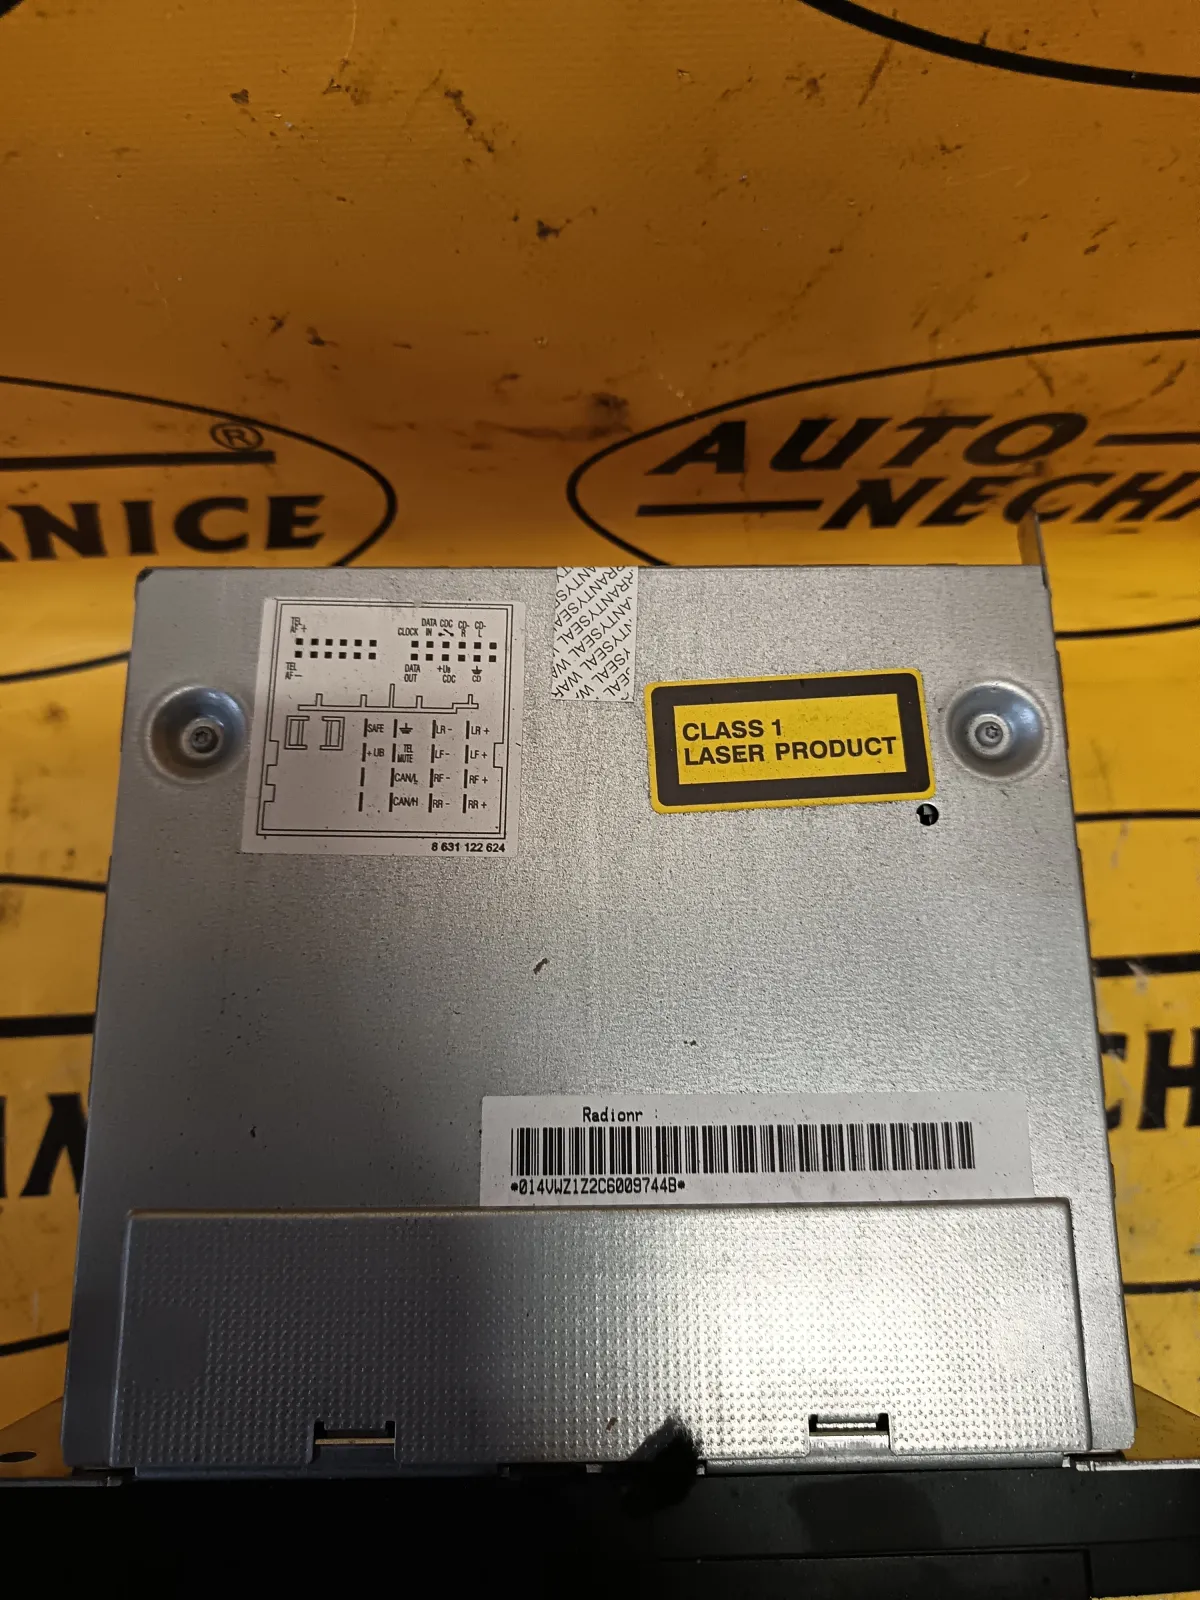 AUTO
NECHA
®
ANICE
TEL
AF+
DATA CDC CD- CD-
CLOCK IN R L
TEL
AF-
DATA +UB
OUT CDC CD
SAFE LR- LR+
+UB TEL
MUTE LF- LF+
CAN/L RF- RF+
CAN/H RR- RR+
8 631 122 624
WARRANTYSEAL WARRANTYSEAL
CLASS 1
LASER PRODUCT
Radionr :
*014VWZ1Z2C6009744B*